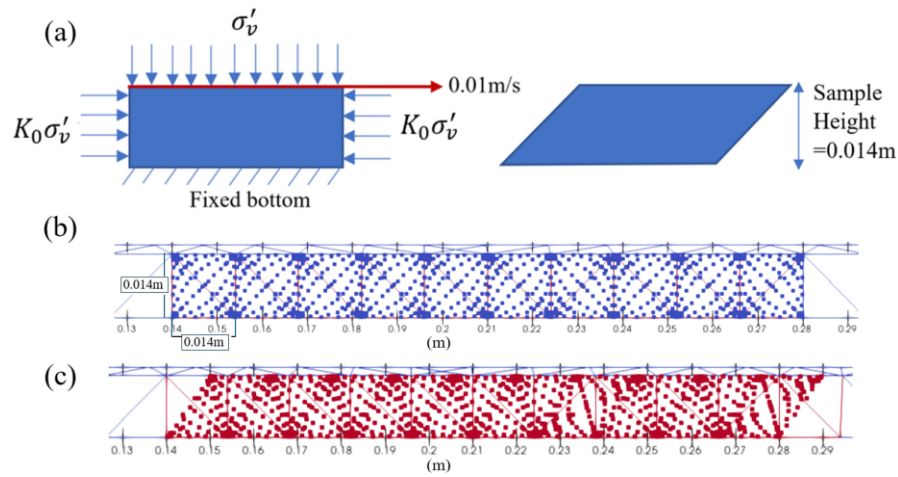 (a)
σ′ᵥ
0.01m/s
K₀σ′ᵥ
K₀σ′ᵥ
Fixed bottom
Sample
Height
=0.014m
(b)
0.014m
0.13 0.14 0.15 0.16 0.17 0.18 0.19 0.2 0.21 0.22 0.23 0.24 0.25 0.26 0.27 0.28 0.29
0.014m
(m)
(c)
0.13 0.14 0.15 0.16 0.17 0.18 0.19 0.2 0.21 0.22 0.23 0.24 0.25 0.26 0.27 0.28 0.29
(m)